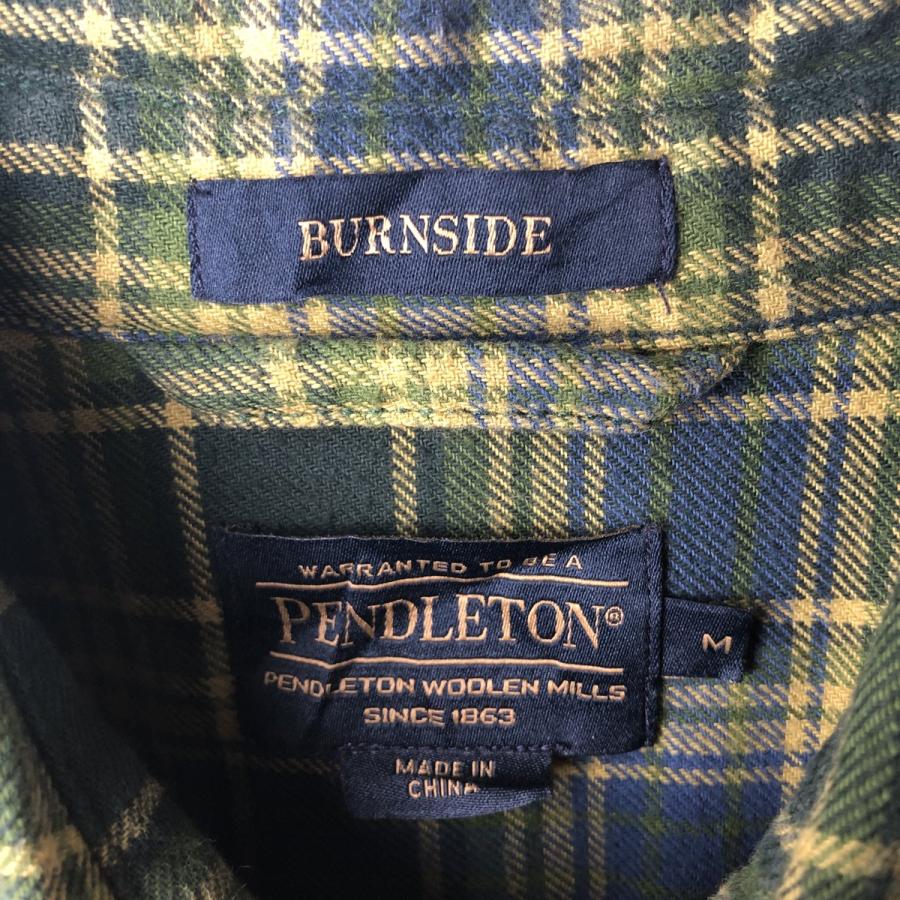 BURNSIDE
WARRANTED TO BE A
PENDLETON®
PENDLETON WOOLEN MILLS
SINCE 1863
M
MADE IN
CHINA